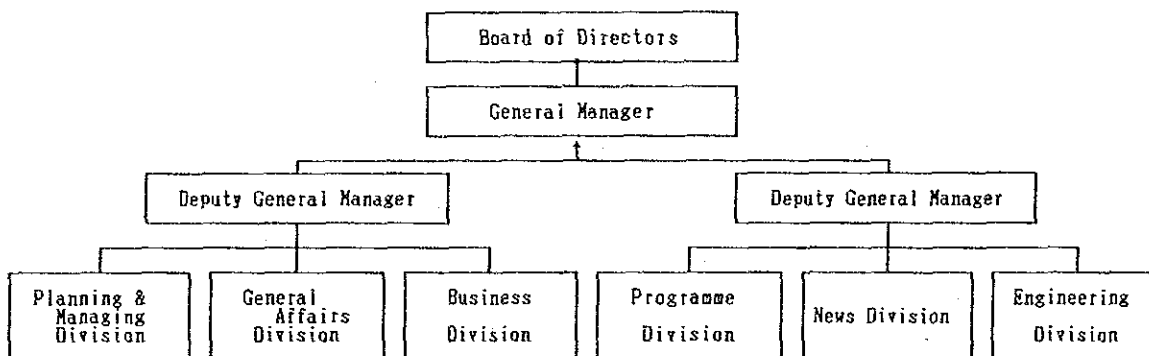 Board of Directors
General Manager
Deputy General Manager
Deputy General Manager
Planning &
Managing
Division
General
Affairs
Division
Business
Division
Programme
Division
News Division
Engineering
Division